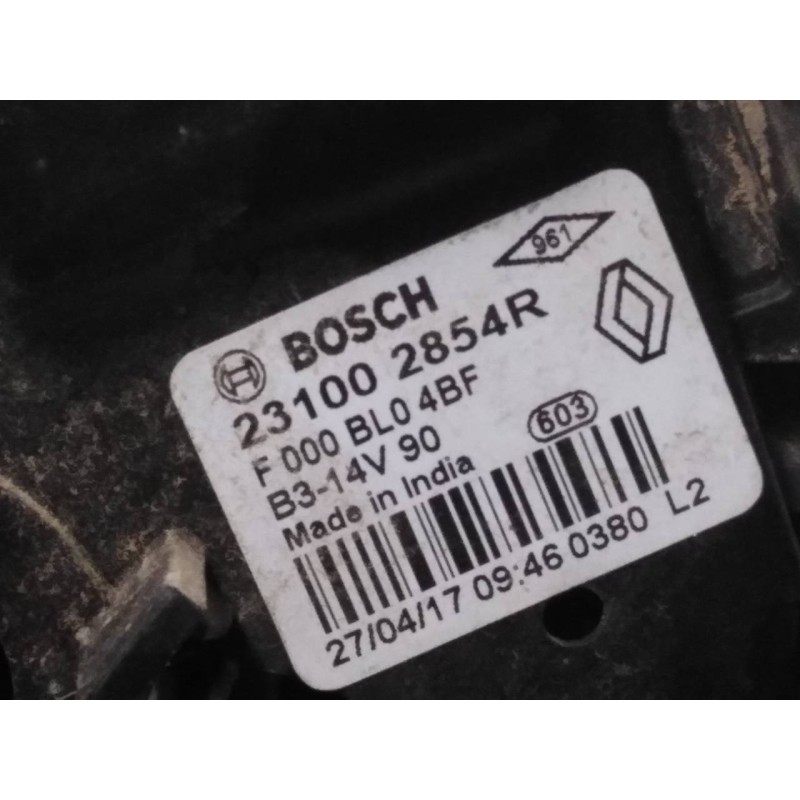 961
BOSCH
23100 2854R
F 000 BL0 4BF
B3-14V 90
603
Made in India
27/04/17 09:46 0380 L2